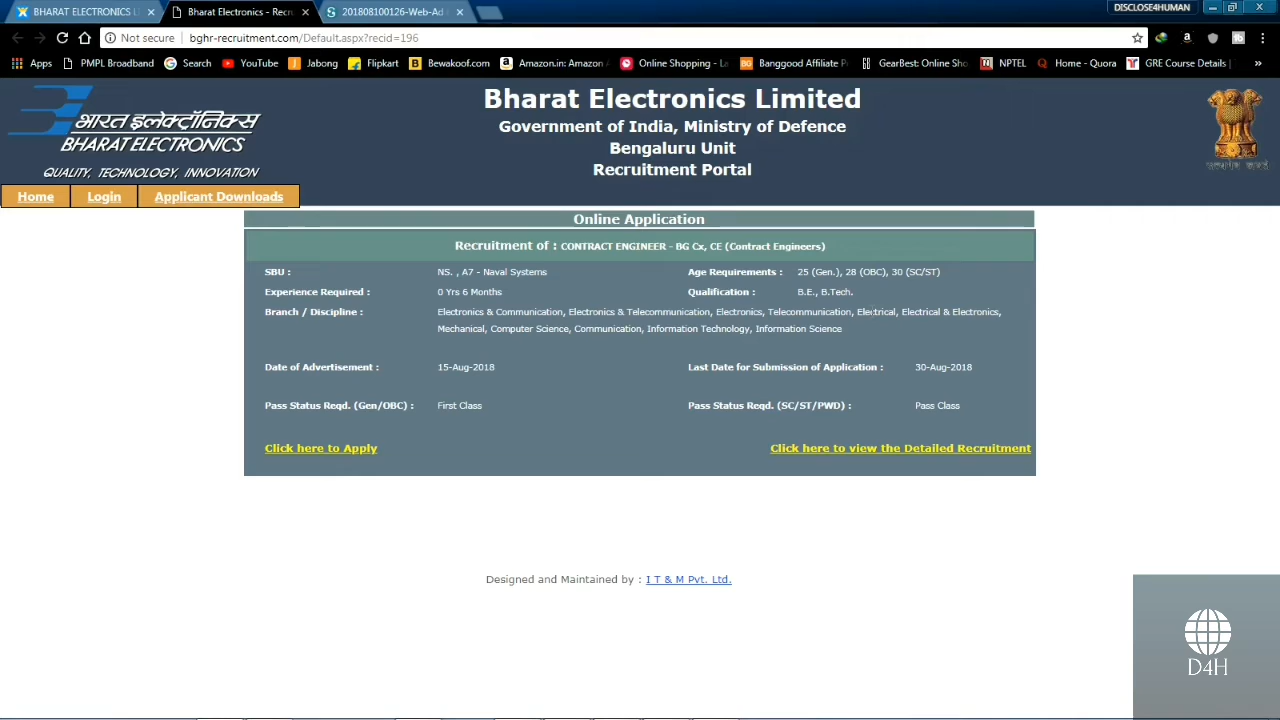 BHARAT ELECTRONICS L
Bharat Electronics - Recru
201808100126-Web-Ad
DISCLOSE4HUMAN
Not secure | bghr-recruitment.com/Default.aspx?recid=196
Apps PMPL Broadband Search YouTube Jabong Flipkart Bewakoof.com Amazon.in: Amazon Online Shopping - La Banggood Affiliate P GearBest: Online Sho NPTEL Home - Quora GRE Course Details | »
भारत इलेक्ट्रॉनिक्स
BHARAT ELECTRONICS
QUALITY, TECHNOLOGY, INNOVATION
Bharat Electronics Limited
Government of India, Ministry of Defence
Bengaluru Unit
Recruitment Portal
सत्यमेव जयते
Home Login Applicant Downloads
Online Application
Recruitment of : CONTRACT ENGINEER - BG Cx, CE (Contract Engineers)
SBU : NS. , A7 - Naval Systems Age Requirements : 25 (Gen.), 28 (OBC), 30 (SC/ST)
Experience Required : 0 Yrs 6 Months Qualification : B.E., B.Tech.
Branch / Discipline : Electronics & Communication, Electronics & Telecommunication, Electronics, Telecommunication, Electrical, Electrical & Electronics,
Mechanical, Computer Science, Communication, Information Technology, Information Science
Date of Advertisement : 15-Aug-2018 Last Date for Submission of Application : 30-Aug-2018
Pass Status Reqd. (Gen/OBC) : First Class Pass Status Reqd. (SC/ST/PWD) : Pass Class
Click here to Apply Click here to view the Detailed Recruitment
Designed and Maintained by : I T & M Pvt. Ltd.
D4H